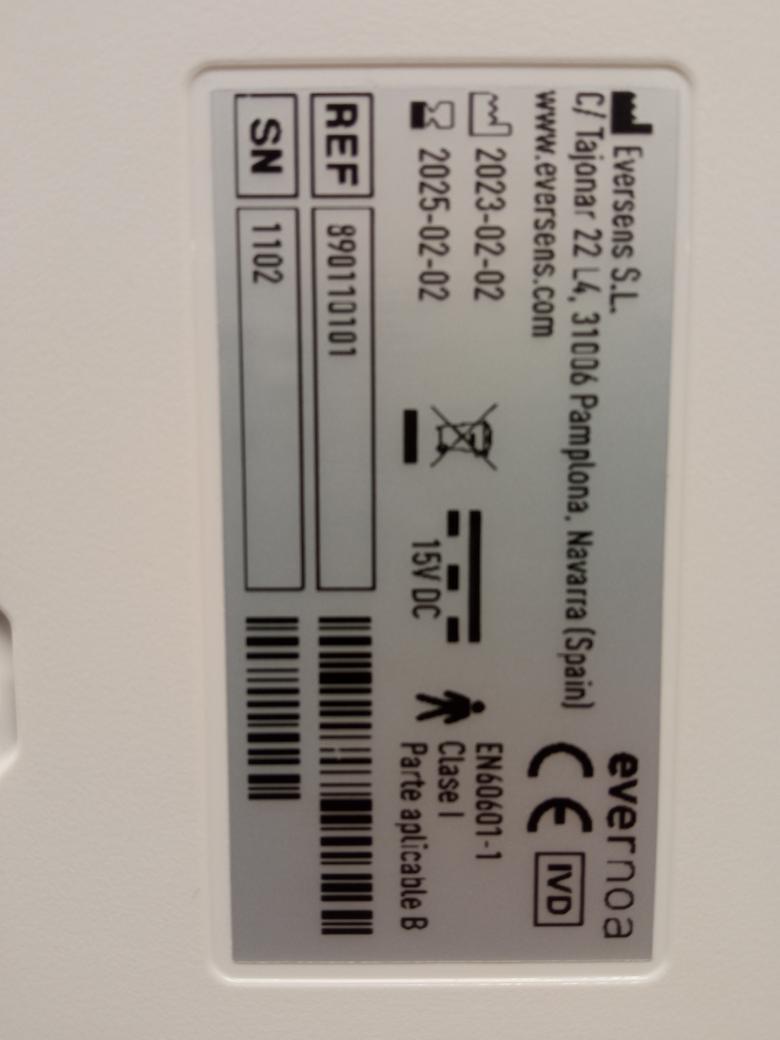 Eversens S.L.
C/ Tajonar 22 L4, 31006 Pamplona, Navarra (Spain)
www.eversens.com
evernoa
CE IVD
2023-02-02
2025-02-02
15V DC
EN60601-1
Clase I
Parte aplicable B
REF 890110101
SN 1102